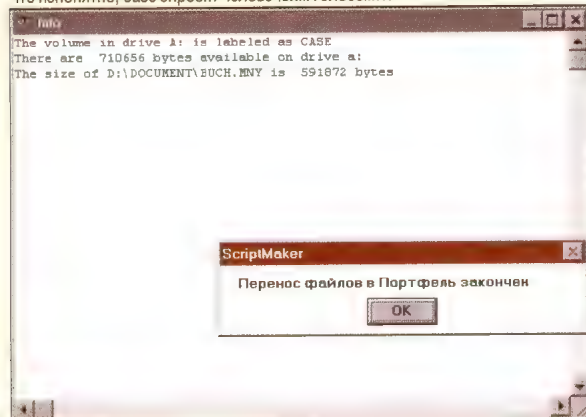 Info
The volume in drive A: is labeled as CASE
There are 710656 bytes available on drive a:
The size of D:\DOCUMENT\BUCH.MNY is 591872 bytes
ScriptMaker
Перенос файлов в Портфель закончен
OK